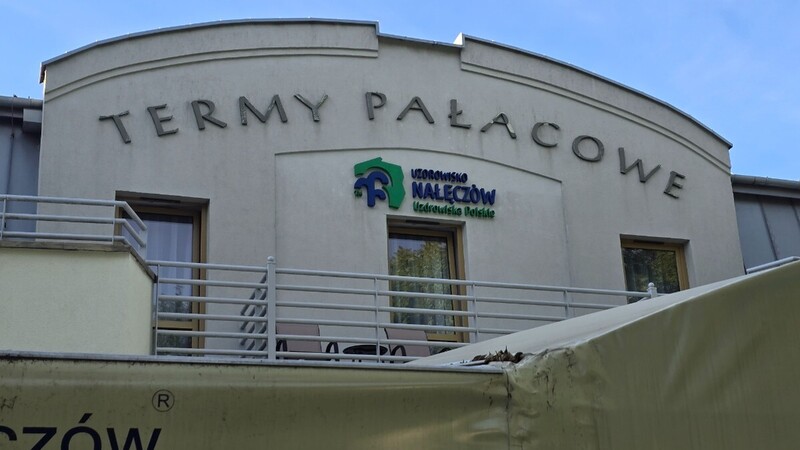 TERMY PAŁACOWE
UZDROWISKO
NAŁĘCZÓW
Uzdrowiska Polskie
CZÓW ®